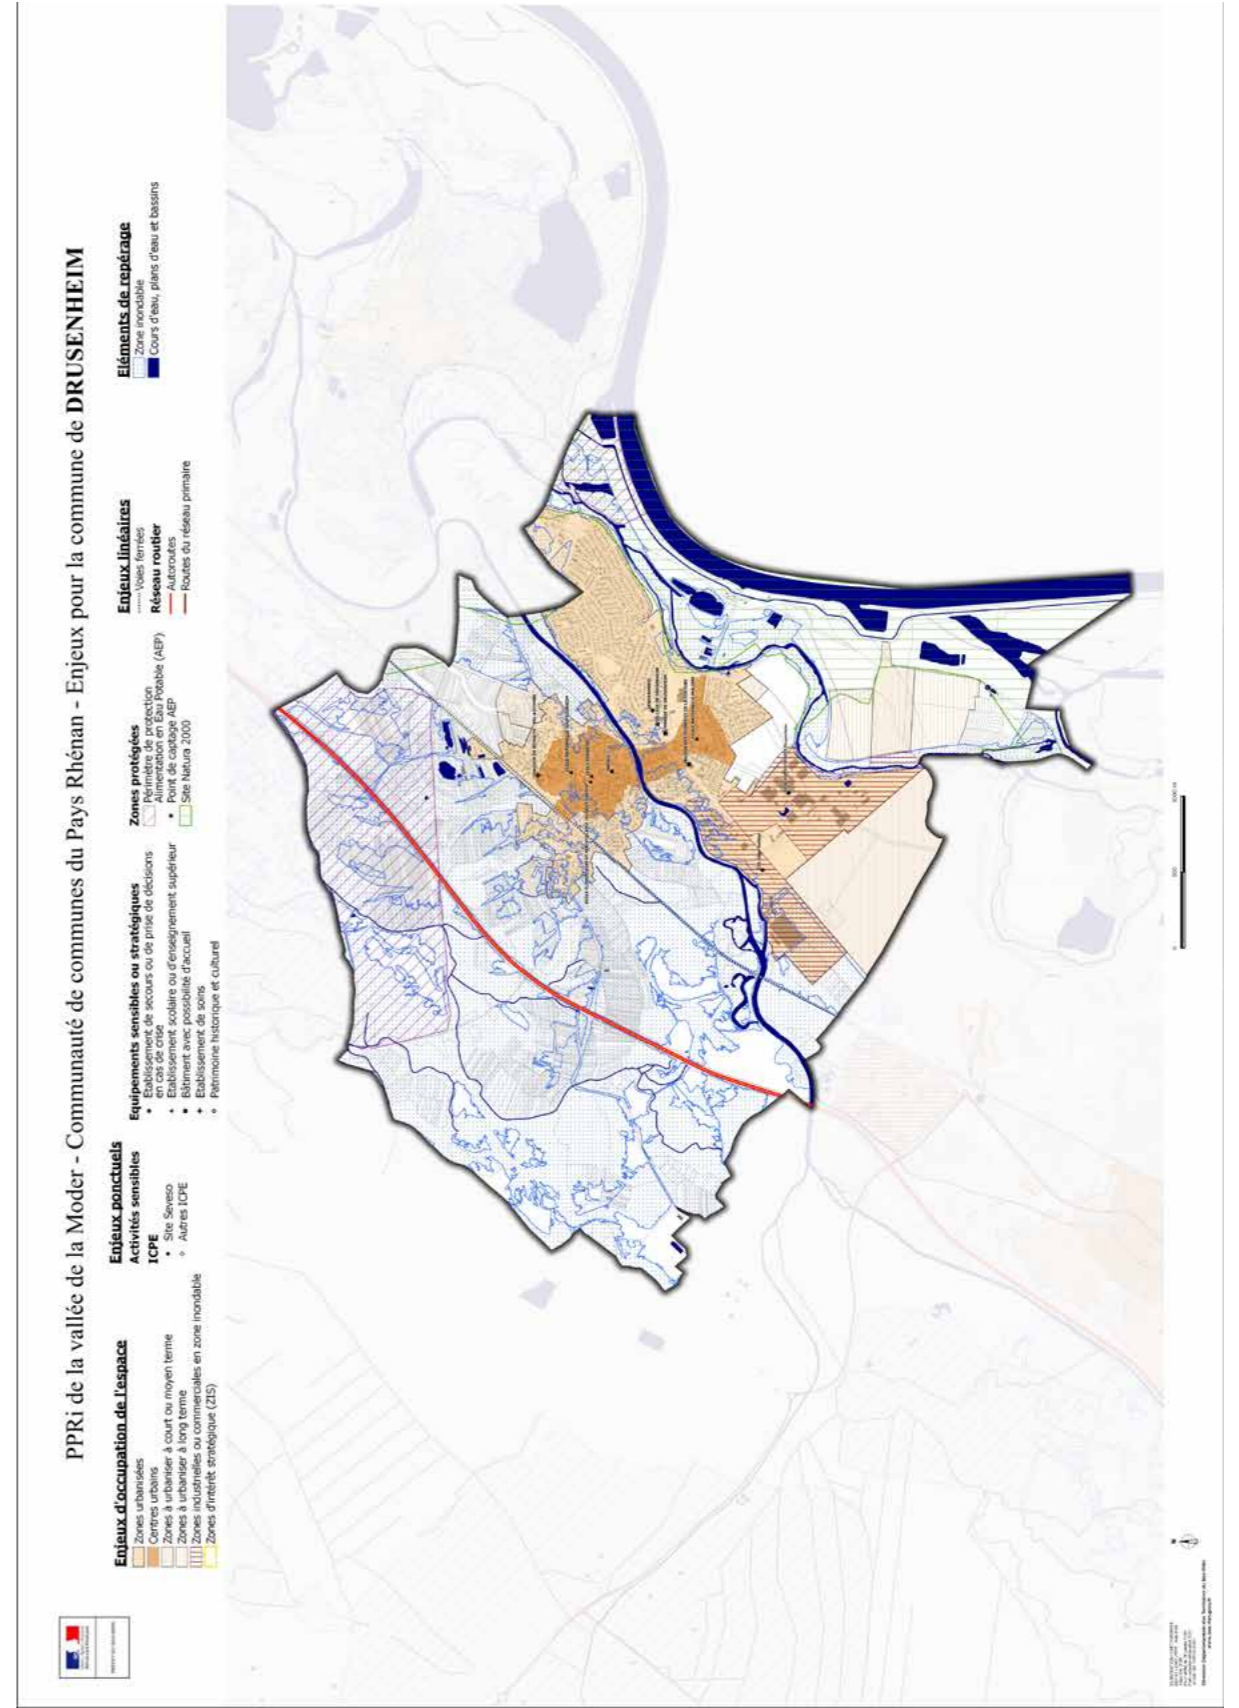 PPRi de la vallée de la Moder - Communauté de communes du Pays Rhénan - Enjeux pour la commune de DRUSENHEIM
Enjeux d'occupation de l'espace
Zones urbanisées
Centres urbains
Zones à urbaniser à court ou moyen terme
Zones à urbaniser à long terme
Zones industrielles ou commerciales en zone inondable
Zones d'intérêt stratégique (ZIS)
Enjeux ponctuels
Activités sensibles
ICPE
Site Seveso
Autres ICPE
Equipements sensibles ou stratégiques
Etablissement de secours ou de prise de décisions
en cas de crise
Etablissement scolaire ou d'enseignement supérieur
Bâtiment avec possibilité d'accueil
Etablissement de soins
Patrimoine historique et culturel
Zones protégées
Périmètre de protection
Alimentation en Eau Potable (AEP)
Point de captage AEP
Site Natura 2000
Enjeux linéaires
Voies ferrées
Réseau routier
Autoroutes
Routes du réseau primaire
Eléments de repérage
Zone inondable
Cours d'eau, plans d'eau et bassins